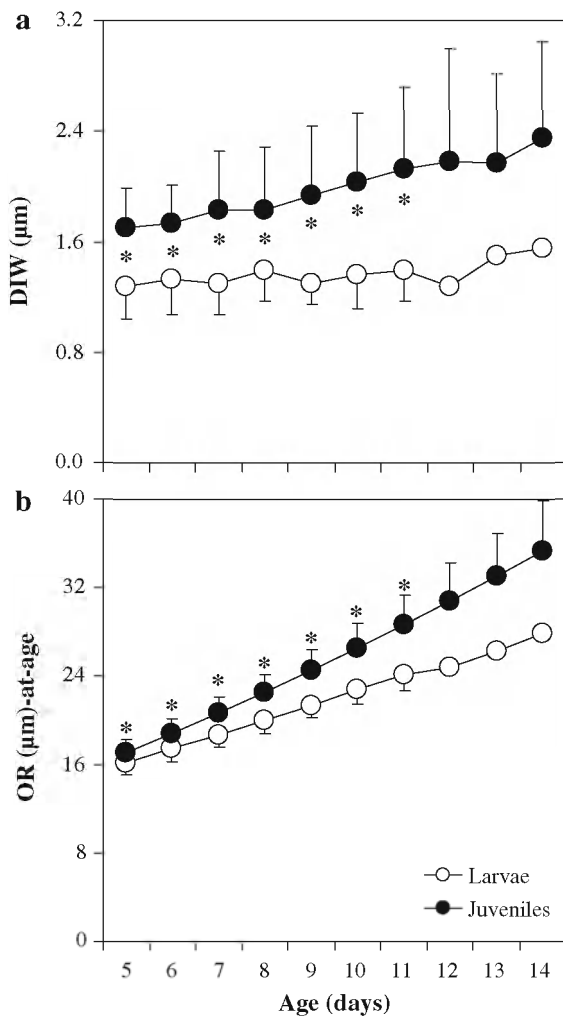 a
3.2
2.4
1.6
0.8
0.0
DIW (µm)
* * * * * * *
b
40
32
24
16
8
0
OR (µm)-at-age
* * * * * * *
Larvae
Juveniles
5 6 7 8 9 10 11 12 13 14
Age (days)